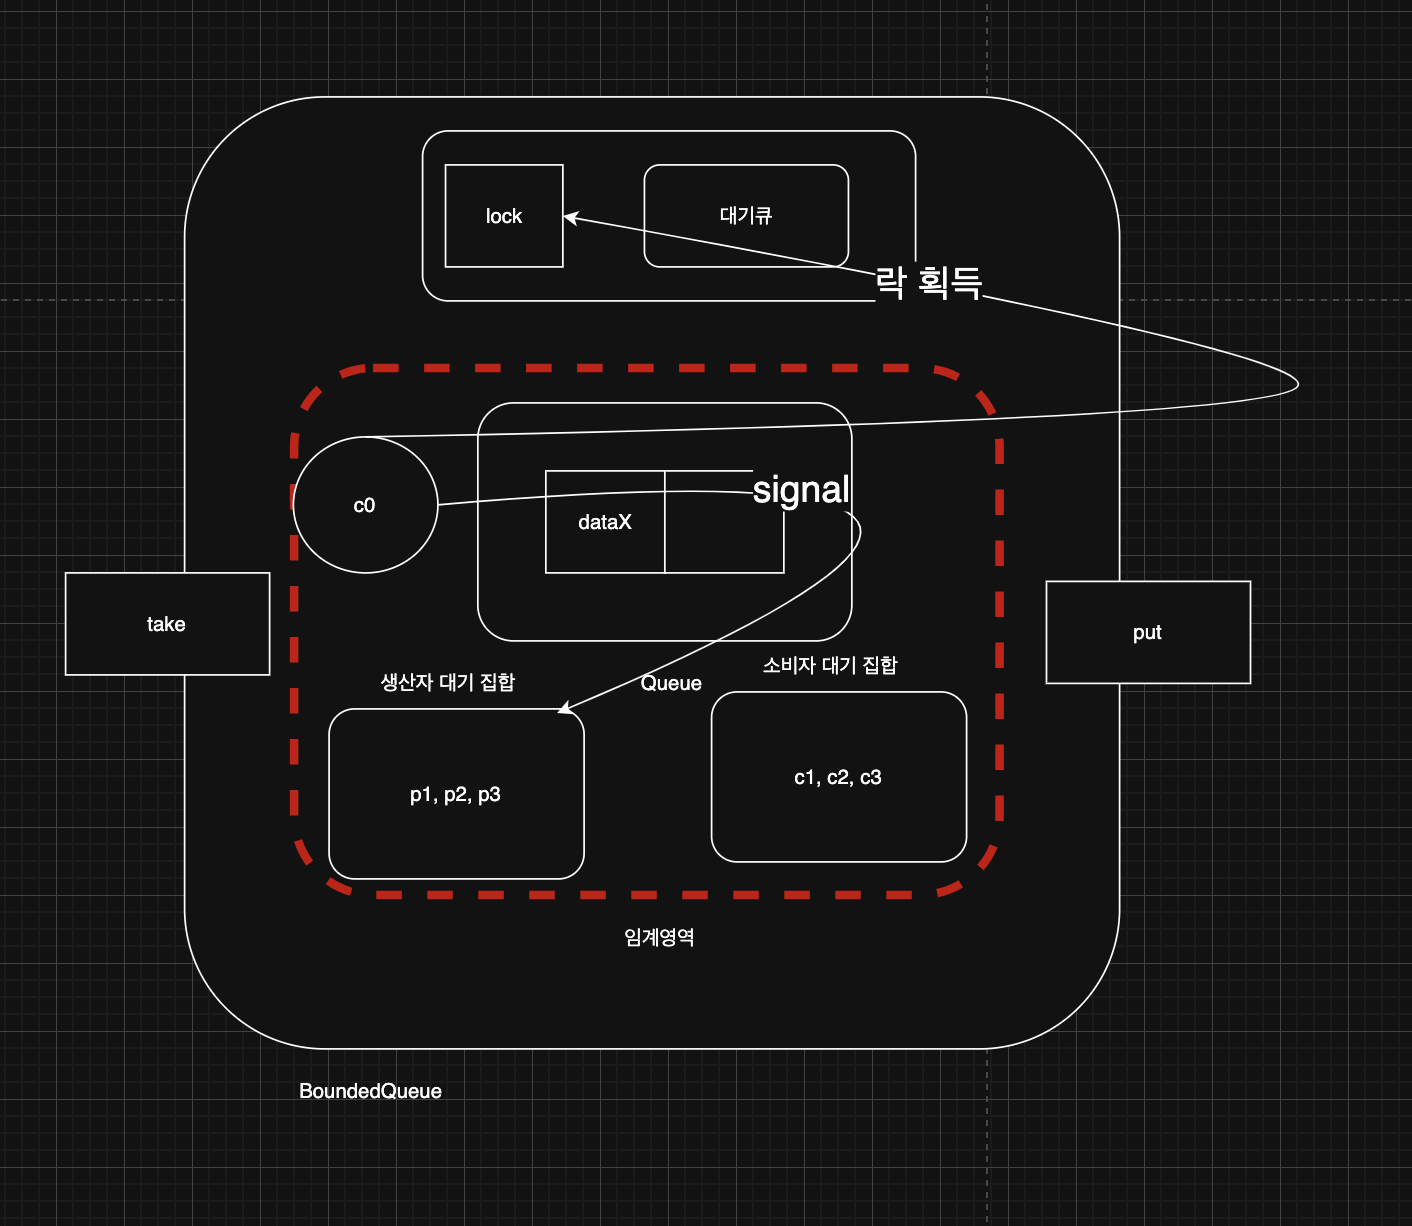 lock
대기큐
락 획득
c0
dataX
signal
take
put
생산자 대기 집합
Queue
소비자 대기 집합
p1, p2, p3
c1, c2, c3
임계영역
BoundedQueue